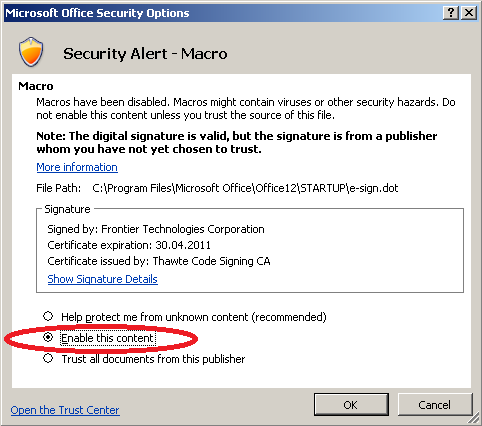 Microsoft Office Security Options
Security Alert - Macro
Macro
Macros have been disabled. Macros might contain viruses or other security hazards. Do
not enable this content unless you trust the source of this file.
Note: The digital signature is valid, but the signature is from a publisher
whom you have not yet chosen to trust.
More information
File Path: C:\Program Files\Microsoft Office\Office12\STARTUP\e-sign.dot
Signature
Signed by: Frontier Technologies Corporation
Certificate expiration: 30.04.2011
Certificate issued by: Thawte Code Signing CA
Show Signature Details
Help protect me from unknown content (recommended)
Enable this content
Trust all documents from this publisher
Open the Trust Center
OK
Cancel